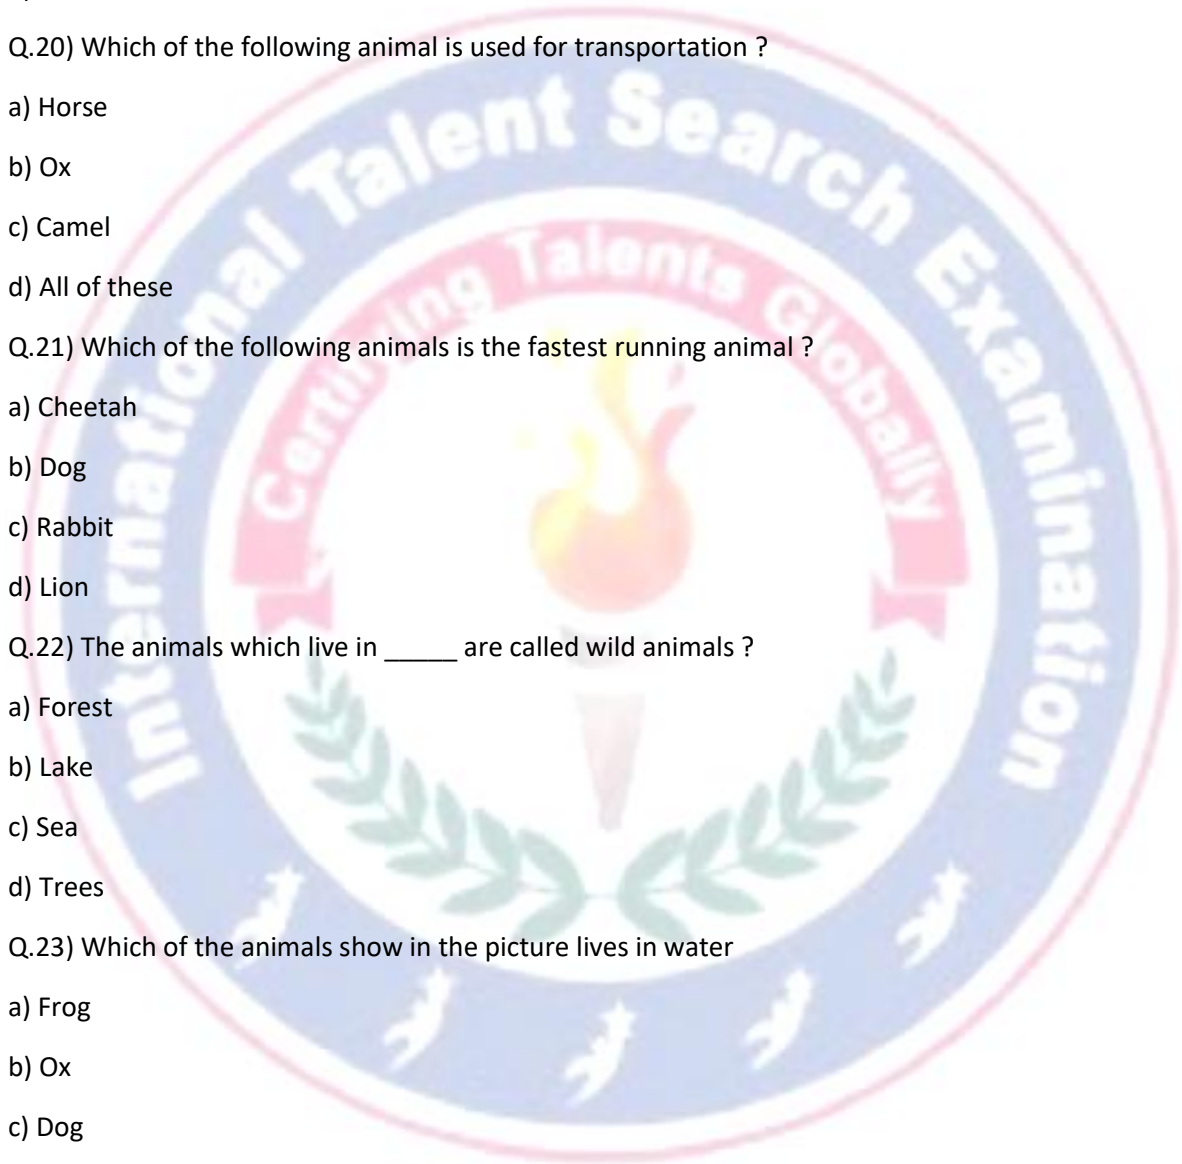 Q.20) Which of the following animal is used for transportation ?
a) Horse
b) Ox
c) Camel
d) All of these
Q.21) Which of the following animals is the fastest running animal ?
a) Cheetah
b) Dog
c) Rabbit
d) Lion
Q.22) The animals which live in _____ are called wild animals ?
a) Forest
b) Lake
c) Sea
d) Trees
Q.23) Which of the animals show in the picture lives in water
a) Frog
b) Ox
c) Dog
International Talent Search Examination
Certifying Talents Globally